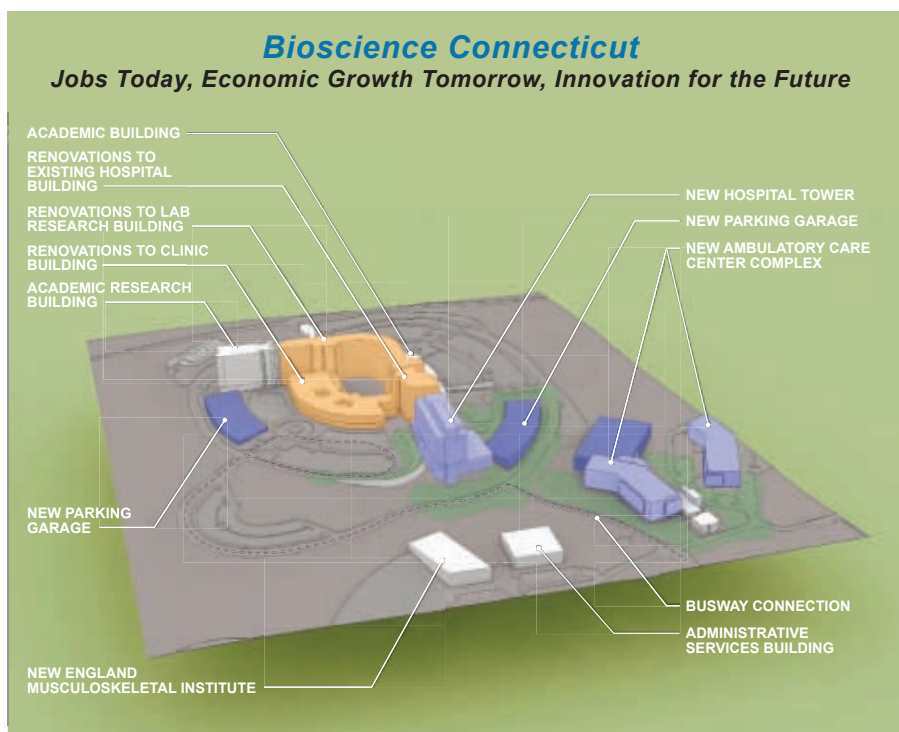 Bioscience Connecticut
Jobs Today, Economic Growth Tomorrow, Innovation for the Future
ACADEMIC BUILDING
RENOVATIONS TO
EXISTING HOSPITAL
BUILDING
RENOVATIONS TO LAB
RESEARCH BUILDING
RENOVATIONS TO CLINIC
BUILDING
ACADEMIC RESEARCH
BUILDING
NEW PARKING
GARAGE
NEW ENGLAND
MUSCULOSKELETAL INSTITUTE
NEW HOSPITAL TOWER
NEW PARKING GARAGE
NEW AMBULATORY CARE
CENTER COMPLEX
BUSWAY CONNECTION
ADMINISTRATIVE
SERVICES BUILDING